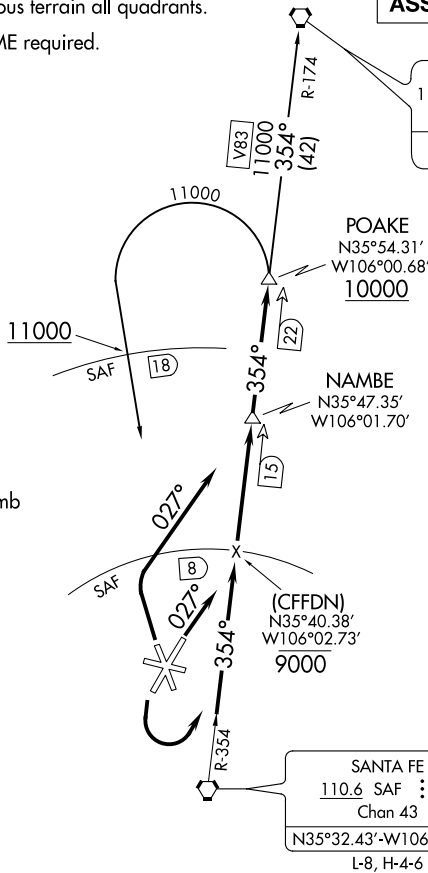 ous terrain all quadrants.
ME required.
ASS
R-174
1
V83
11000
354°
(42)
11000
POAKE
N35°54.31'
W106°00.68'
10000
22
11000
SAF
18
354°
NAMBE
N35°47.35'
W106°01.70'
15
mb
027°
8
SAF
X
027°
(CFFDN)
N35°40.38'
W106°02.73'
9000
354°
R-354
SANTA FE
110.6 SAF
Chan 43
N35°32.43'-W106
L-8, H-4-6